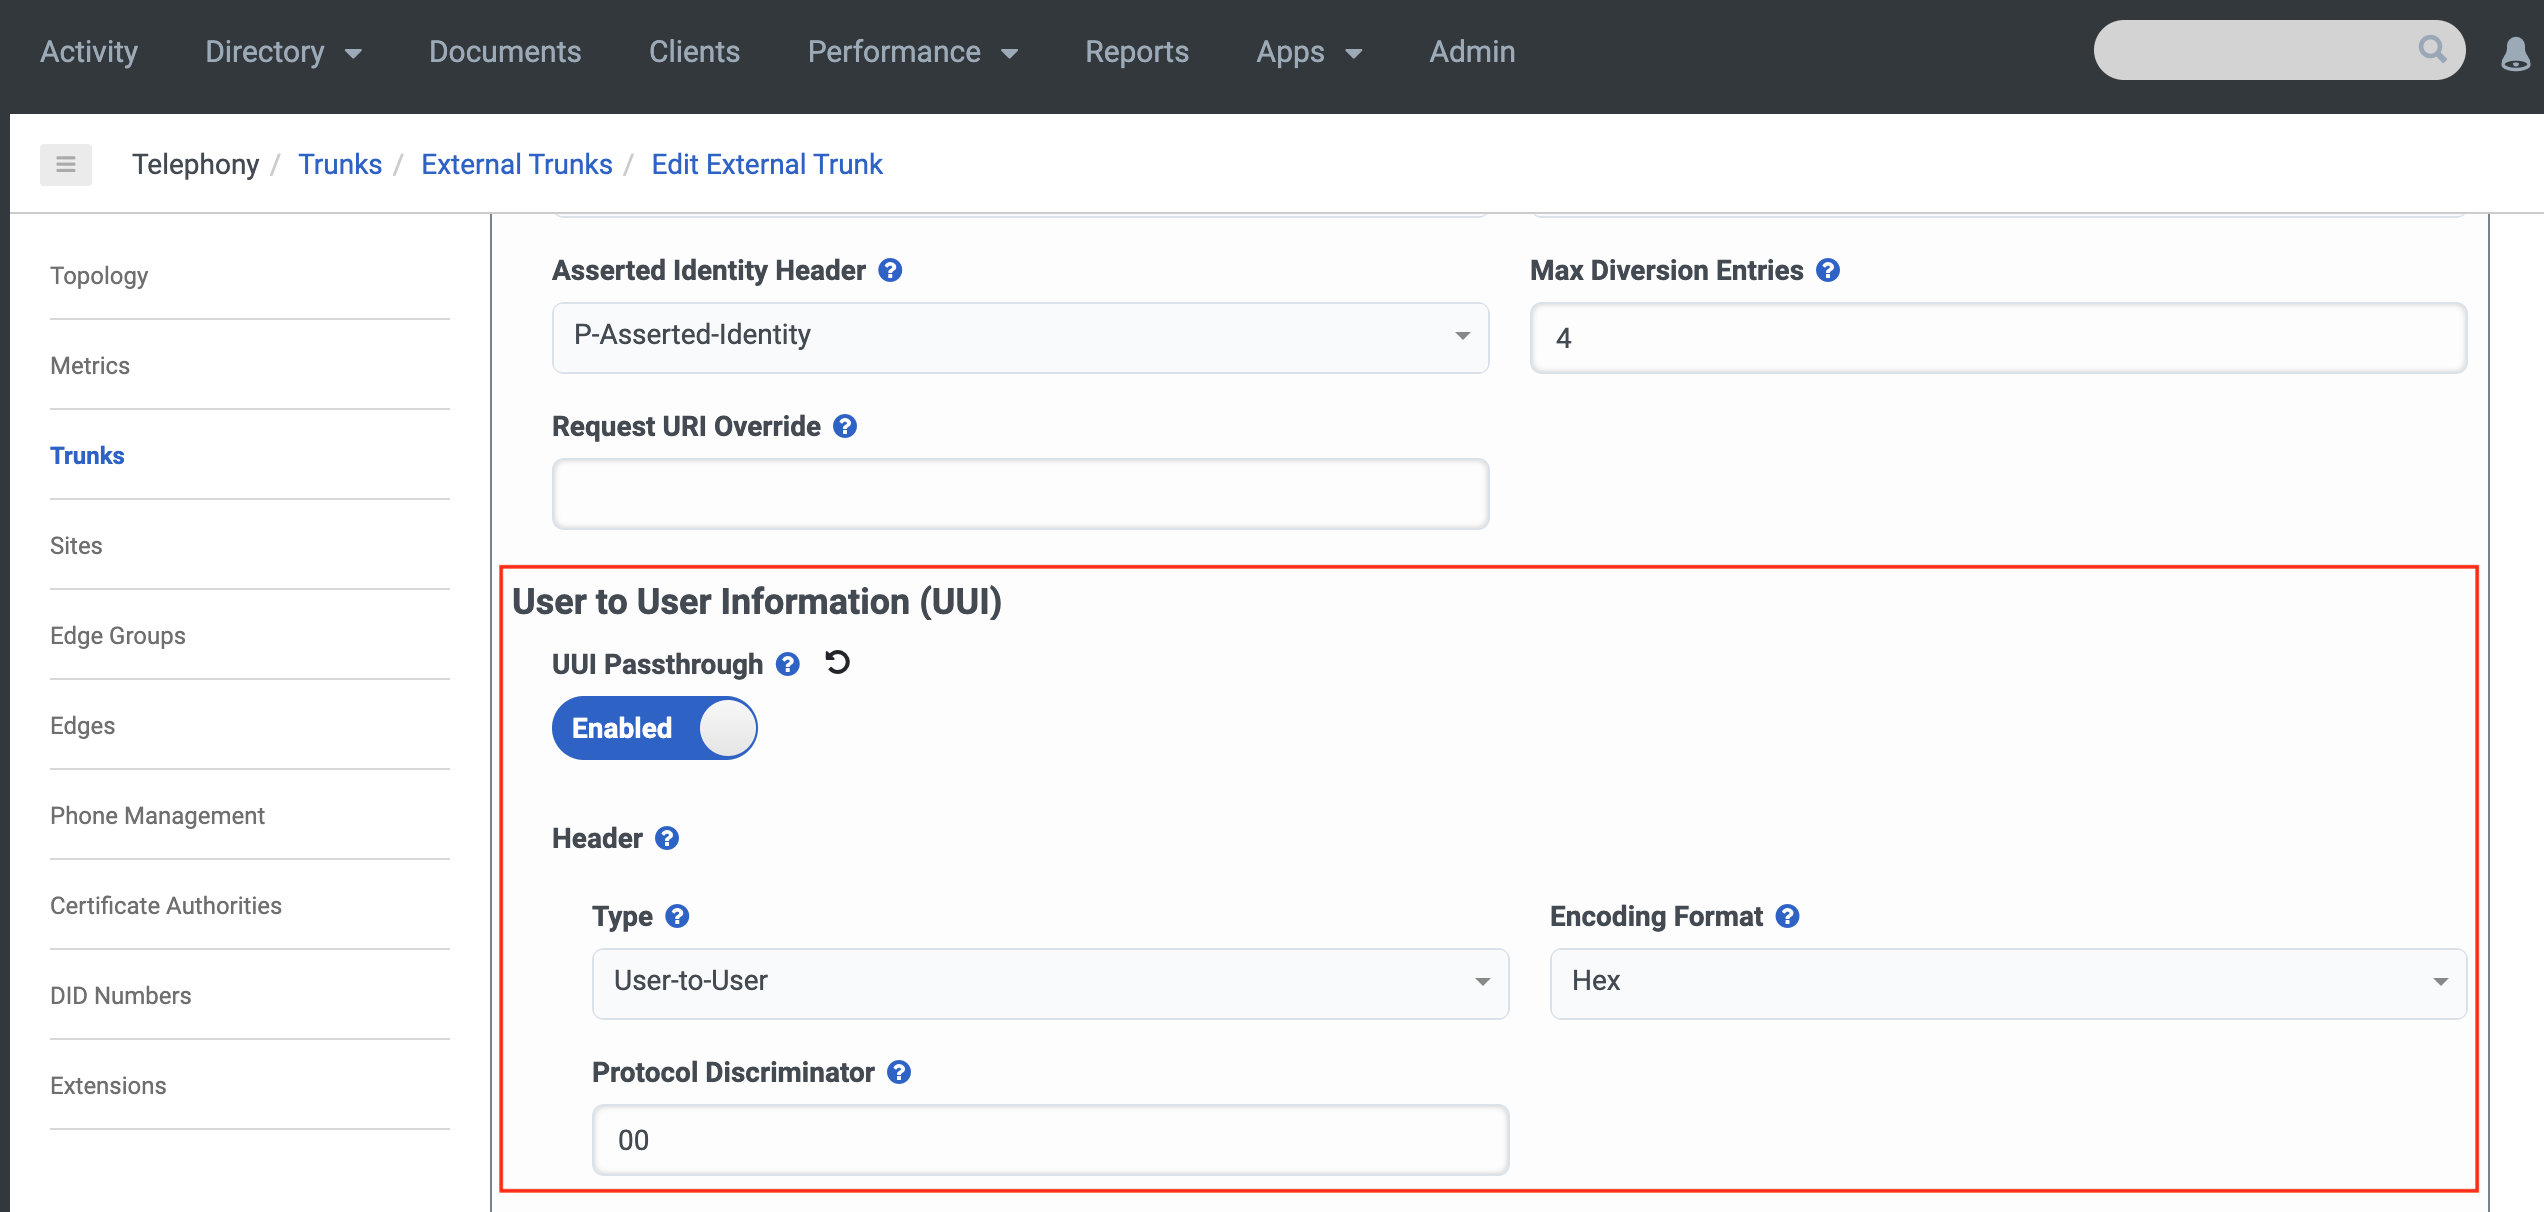 Activity Directory Documents Clients Performance Reports Apps Admin
Telephony / Trunks / External Trunks / Edit External Trunk
Topology
Metrics
Trunks
Sites
Edge Groups
Edges
Phone Management
Certificate Authorities
DID Numbers
Extensions
Asserted Identity Header ? Max Diversion Entries ?
P-Asserted-Identity 4
Request URI Override ?
User to User Information (UUI)
UUI Passthrough ?
Enabled
Header ?
Type ? Encoding Format ?
User-to-User Hex
Protocol Discriminator ?
00